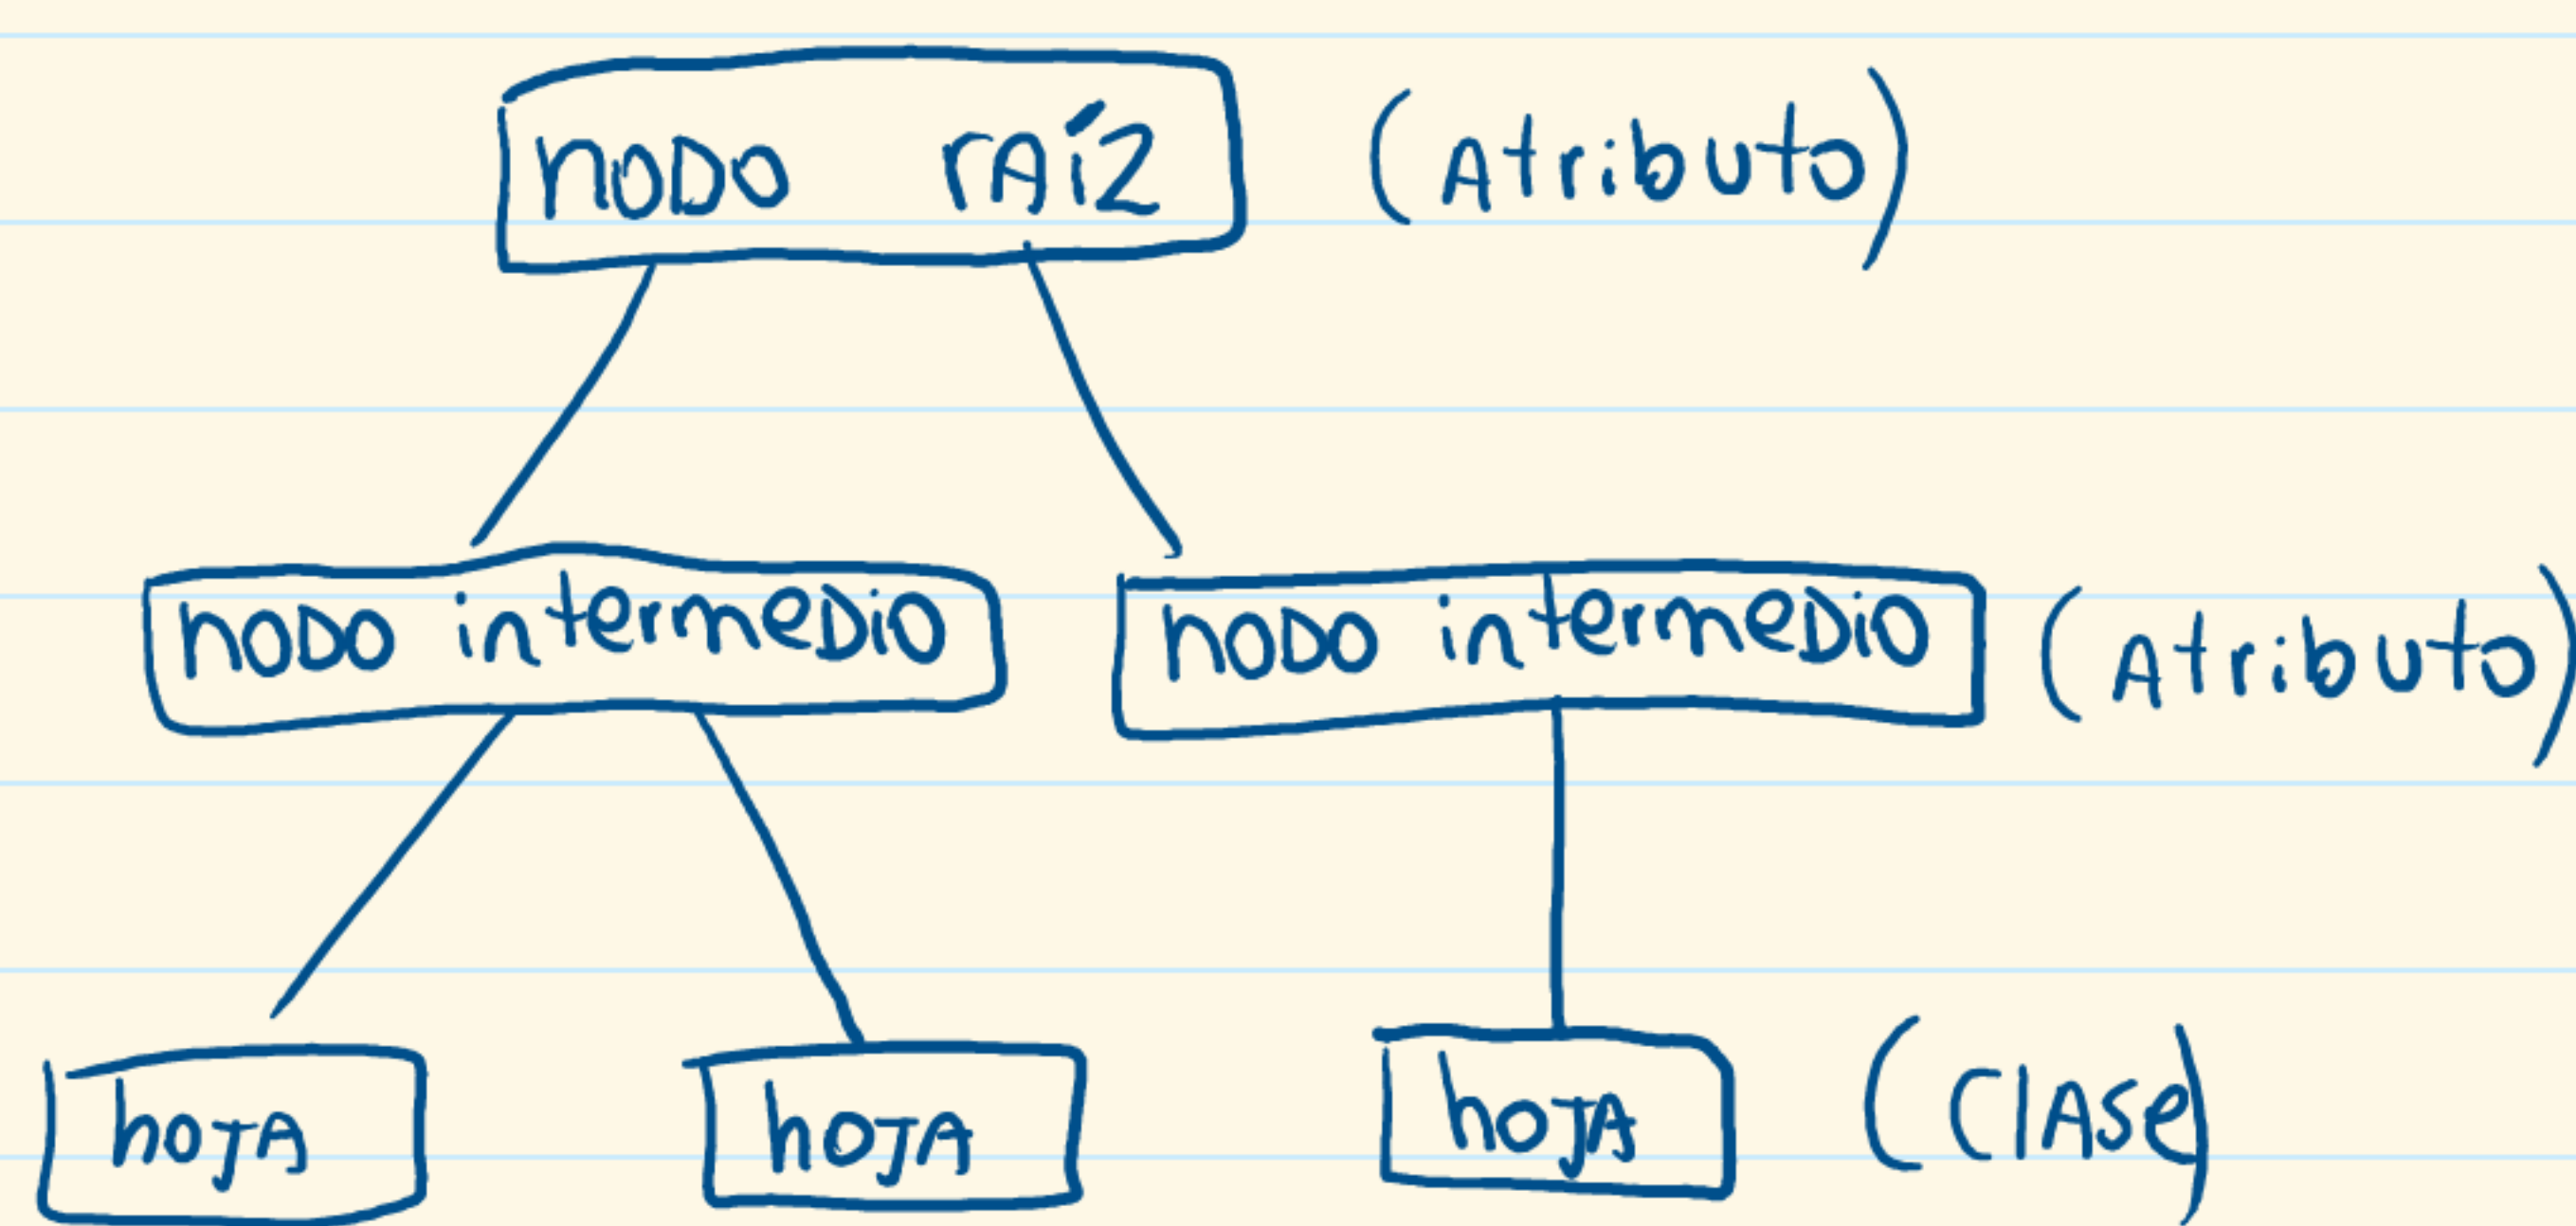 nodo raíz (Atributo)
nodo intermedio nodo intermedio (Atributo)
hoja hoja hoja (Clase)